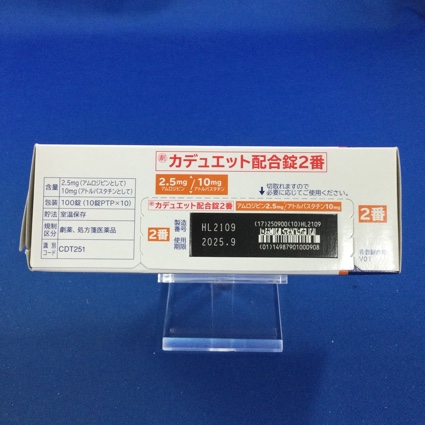 劇 カデュエット配合錠2番
2.5mg/10mg
アムロジピン アトルバスタチン
↓切取れますので
必要に応じてご使用ください。
含量 2.5mg(アムロジピンとして)
10mg(アトルバスタチンとして)
包装 100錠(10錠PTP×10)
貯法 室温保存
規制区分 劇薬、処方箋医薬品
識別コード CDT251
劇 カデュエット配合錠2番 アムロジピン2.5mg/アトルバスタチン10mg
2番
製造番号 HL2109
使用期限 2025.9
(17)250900(10)HL2109
(01)14987901000908
2番